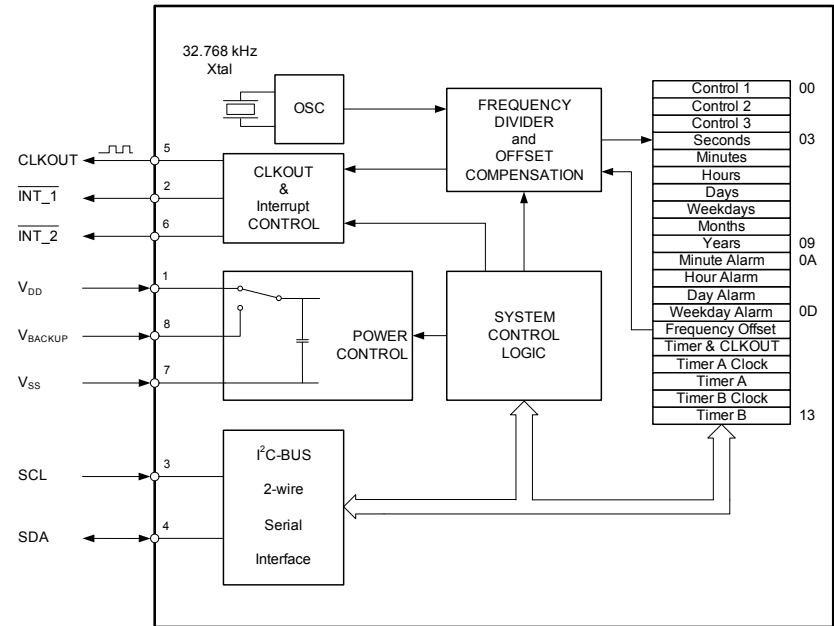 32.768 kHz
Xtal
OSC
FREQUENCY
DIVIDER
and
OFFSET
COMPENSATION
CLKOUT
5
INT_1
2
INT_2
6
CLKOUT
&
Interrupt
CONTROL
V_DD
1
V_BACKUP
8
V_SS
7
POWER
CONTROL
SYSTEM
CONTROL
LOGIC
SCL
3
SDA
4
I²C-BUS
2-wire
Serial
Interface
Control 1 00
Control 2
Control 3
Seconds 03
Minutes
Hours
Days
Weekdays
Months
Years 09
Minute Alarm 0A
Hour Alarm
Day Alarm
Weekday Alarm 0D
Frequency Offset
Timer & CLKOUT
Timer A Clock
Timer A
Timer B Clock
Timer B 13